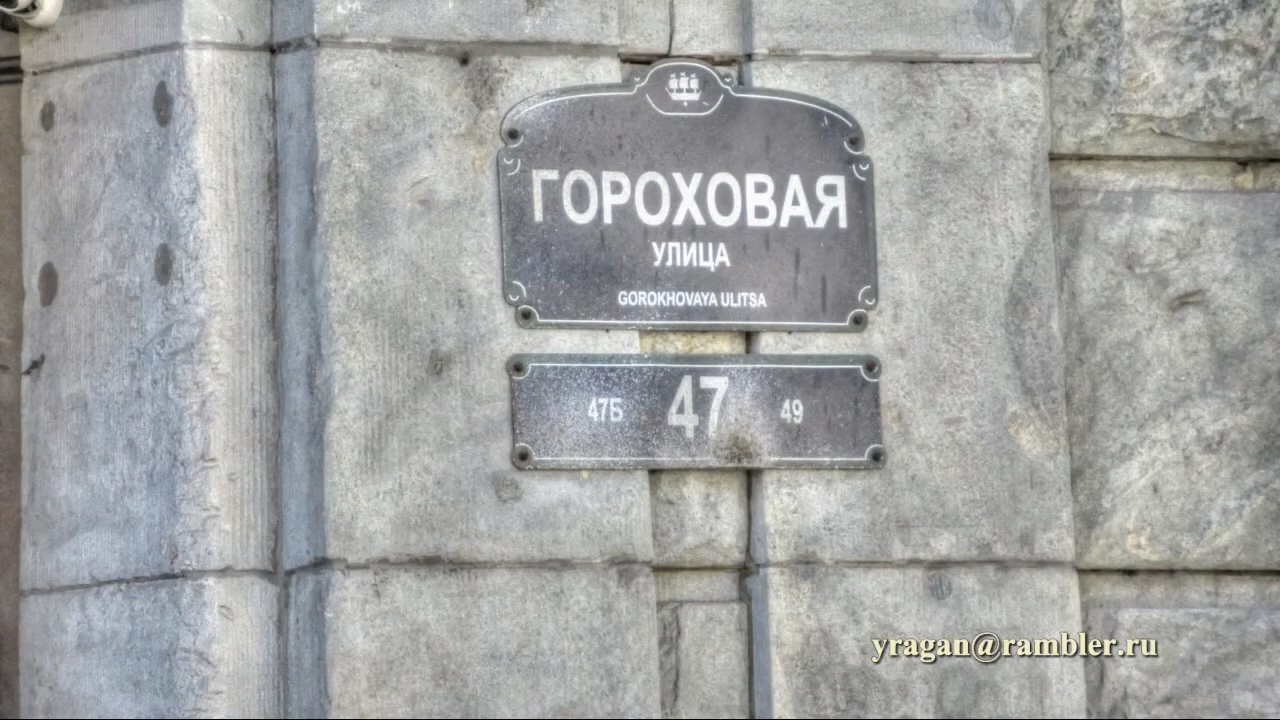 ГОРОХОВАЯ
УЛИЦА
GOROKHOVAYA ULITSA
47Б 47 49
yragan@rambler.ru